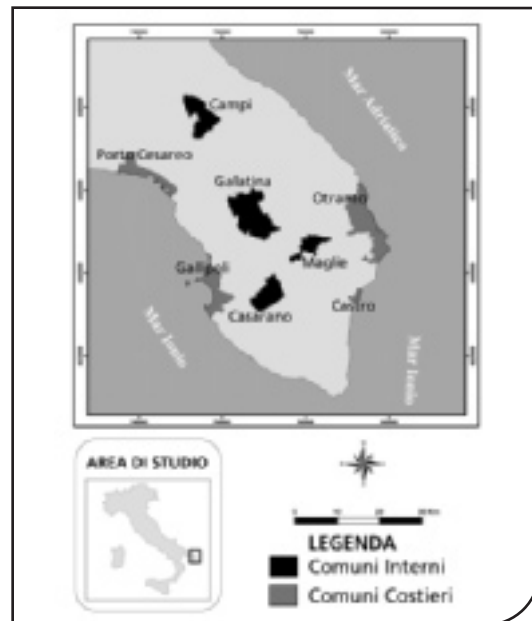 Mar Adriatico
Campi
Porto Cesareo
Galatina
Otranto
Gallipoli
Maglie
Casarano
Castro
Mar Ionio
Mar Ionio
AREA DI STUDIO
LEGENDA
Comuni Interni
Comuni Costieri